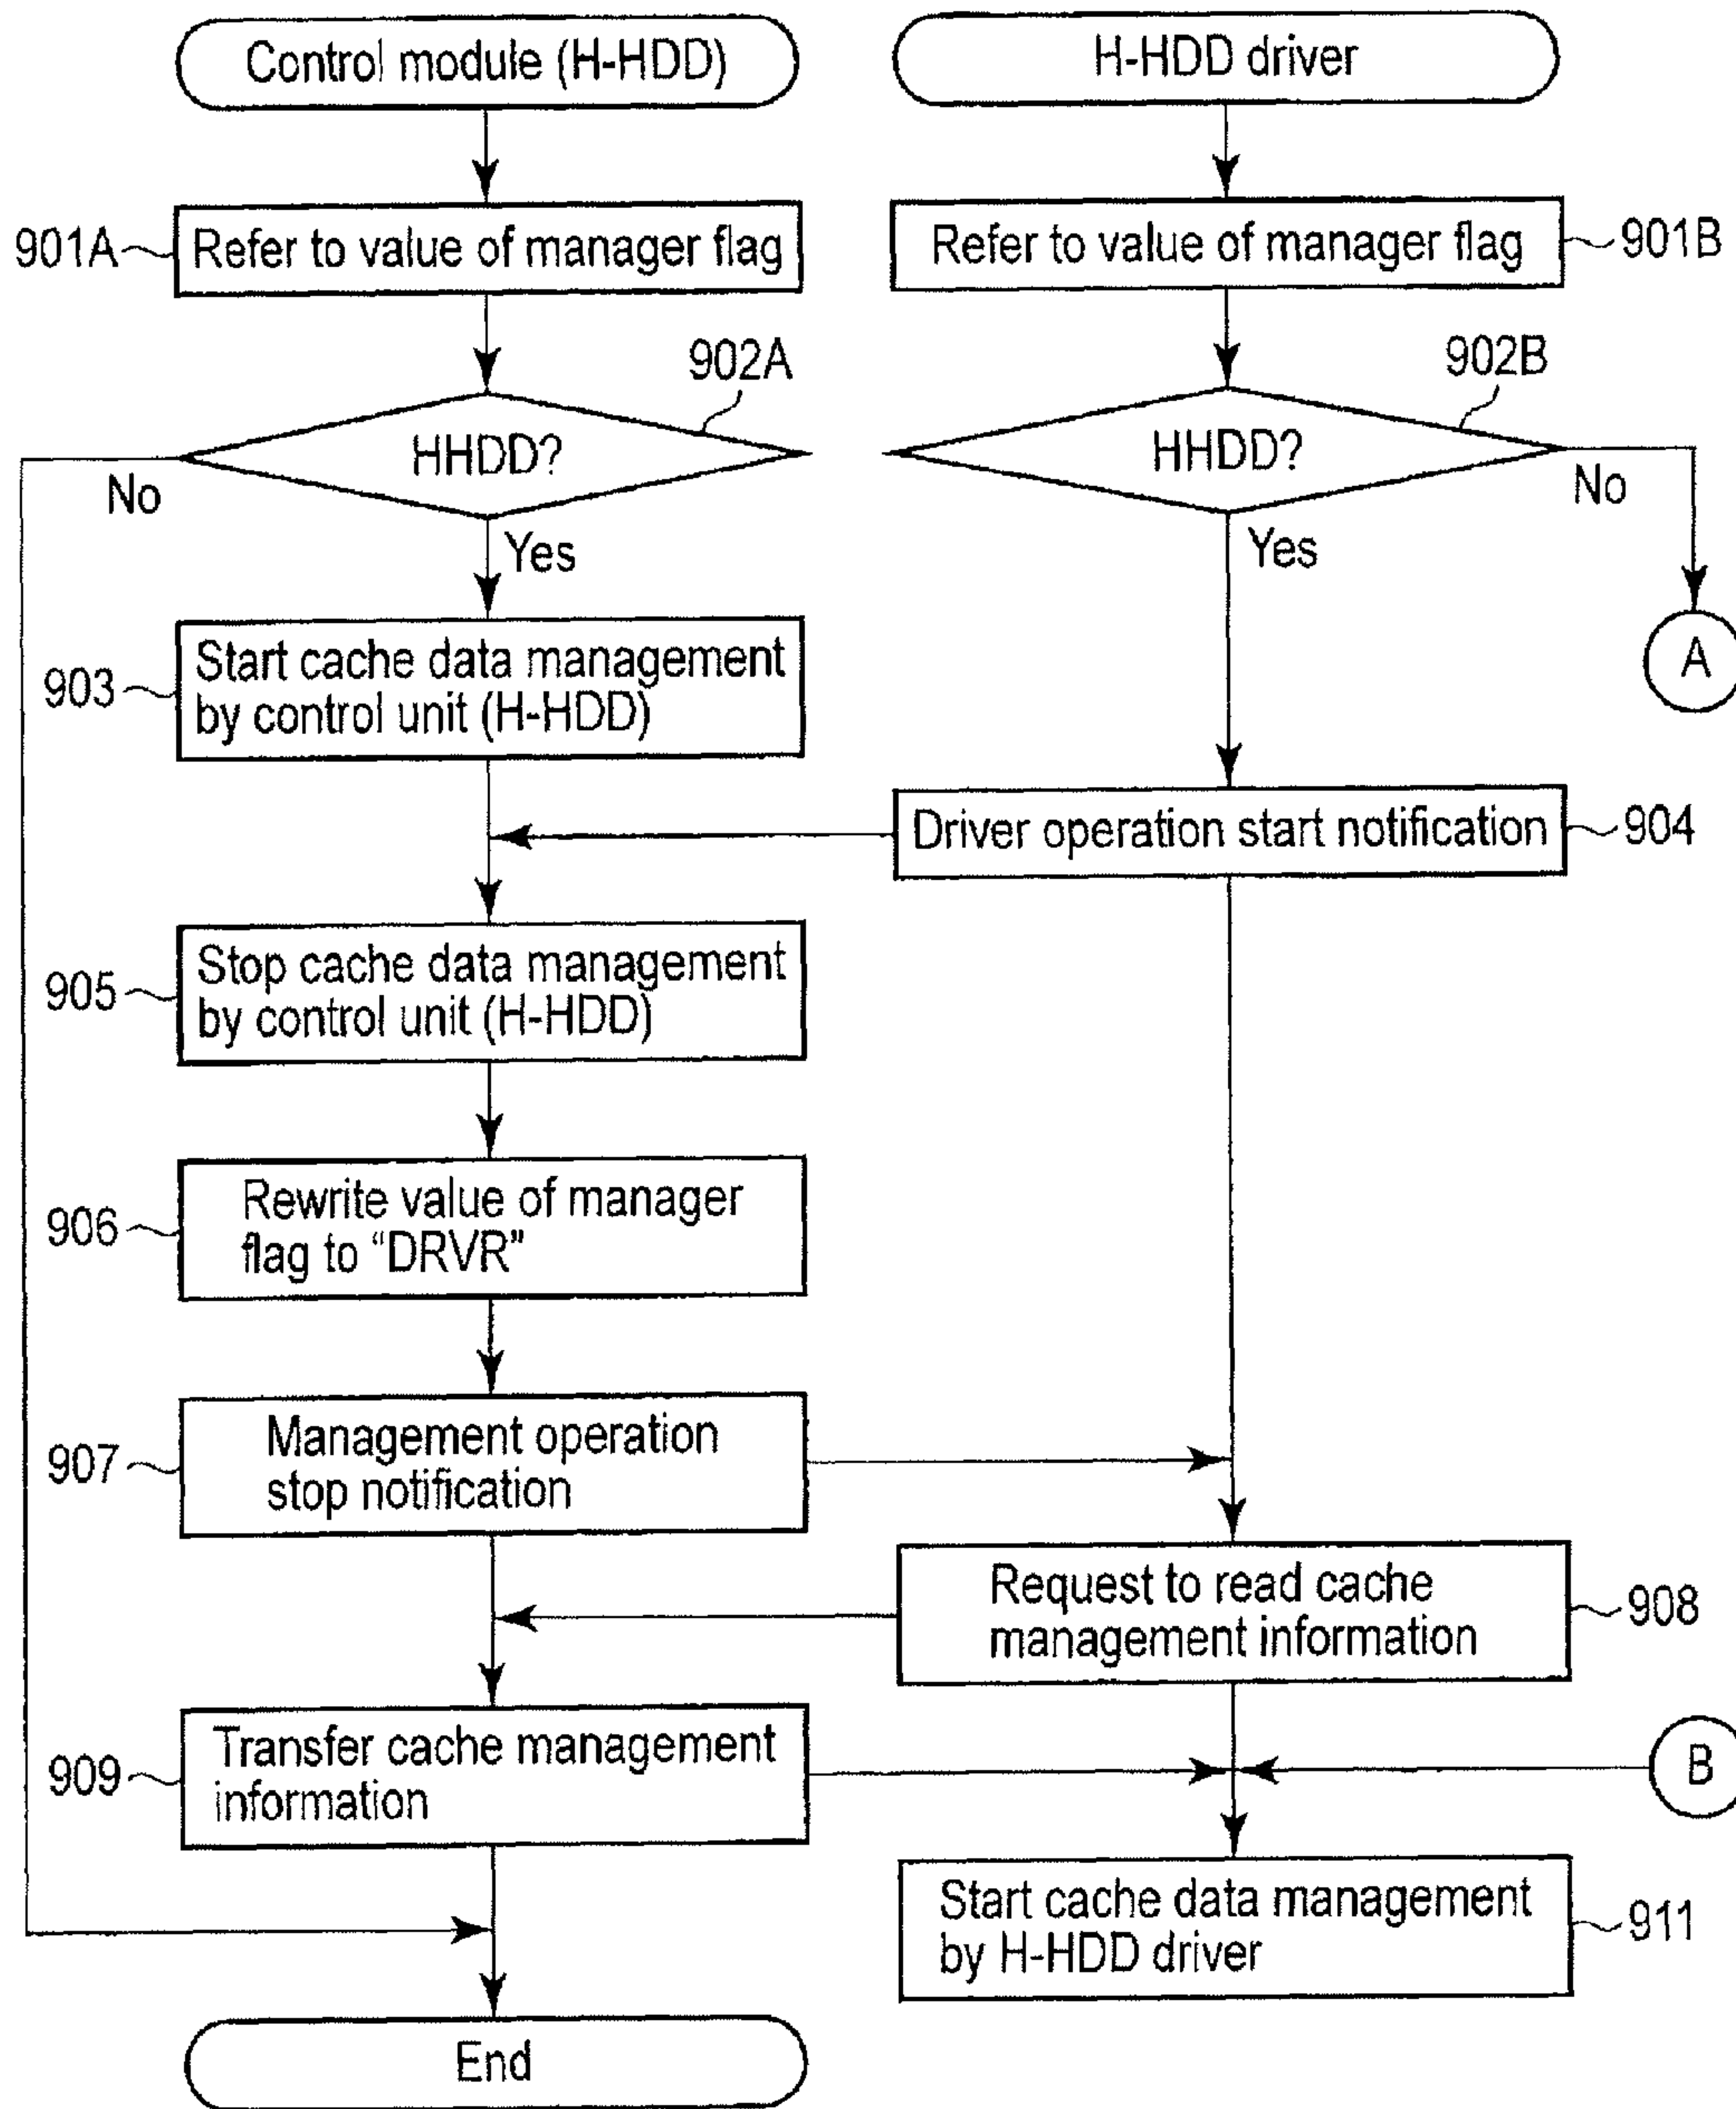 Control module (H-HDD)
H-HDD driver
901A
Refer to value of manager flag
Refer to value of manager flag
901B
902A
902B
HHDD?
HHDD?
No
No
Yes
Yes
A
903
Start cache data management
by control unit (H-HDD)
Driver operation start notification
904
905
Stop cache data management
by control unit (H-HDD)
906
Rewrite value of manager
flag to “DRVR”
907
Management operation
stop notification
Request to read cache
management information
908
909
Transfer cache management
information
B
Start cache data management
by H-HDD driver
911
End